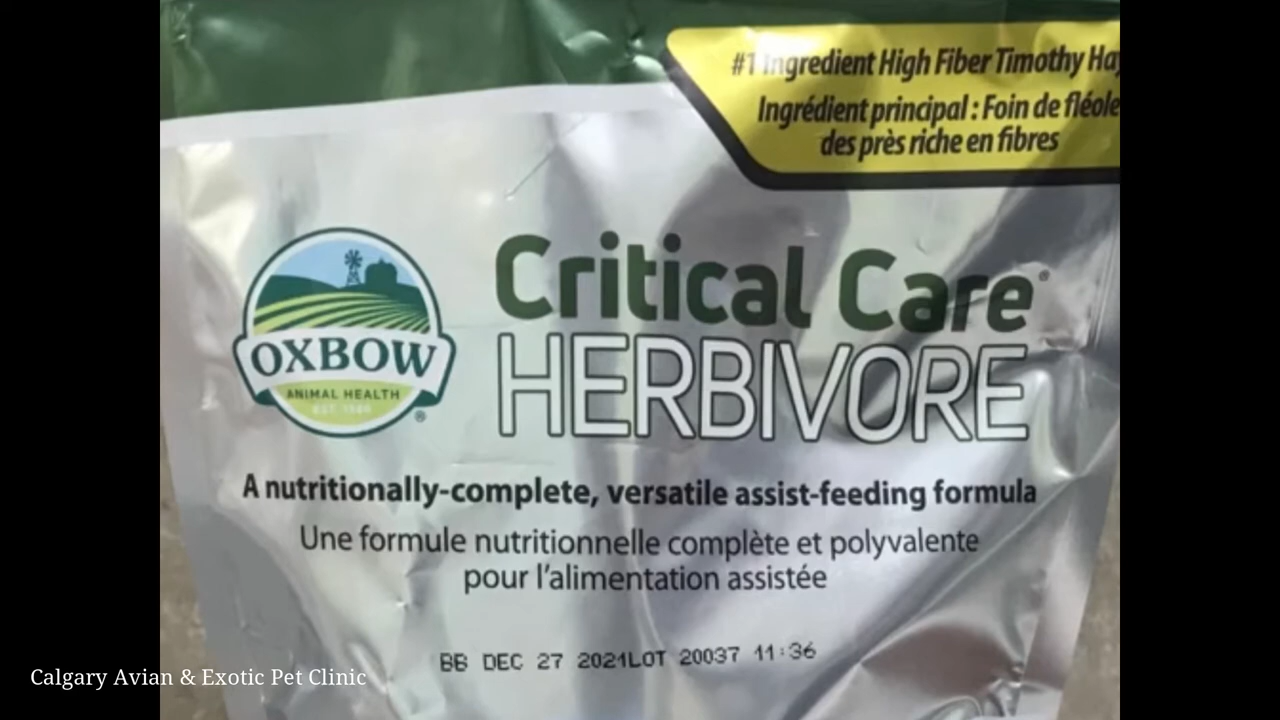 #1 Ingredient High Fiber Timothy Hay
Ingrédient principal : Foin de fléole
des près riche en fibres
Critical Care®
HERBIVORE
OXBOW
ANIMAL HEALTH
®
A nutritionally-complete, versatile assist-feeding formula
Une formule nutritionnelle complète et polyvalente
pour l'alimentation assistée
BB DEC 27 2021LOT 20037 11:36
Calgary Avian & Exotic Pet Clinic